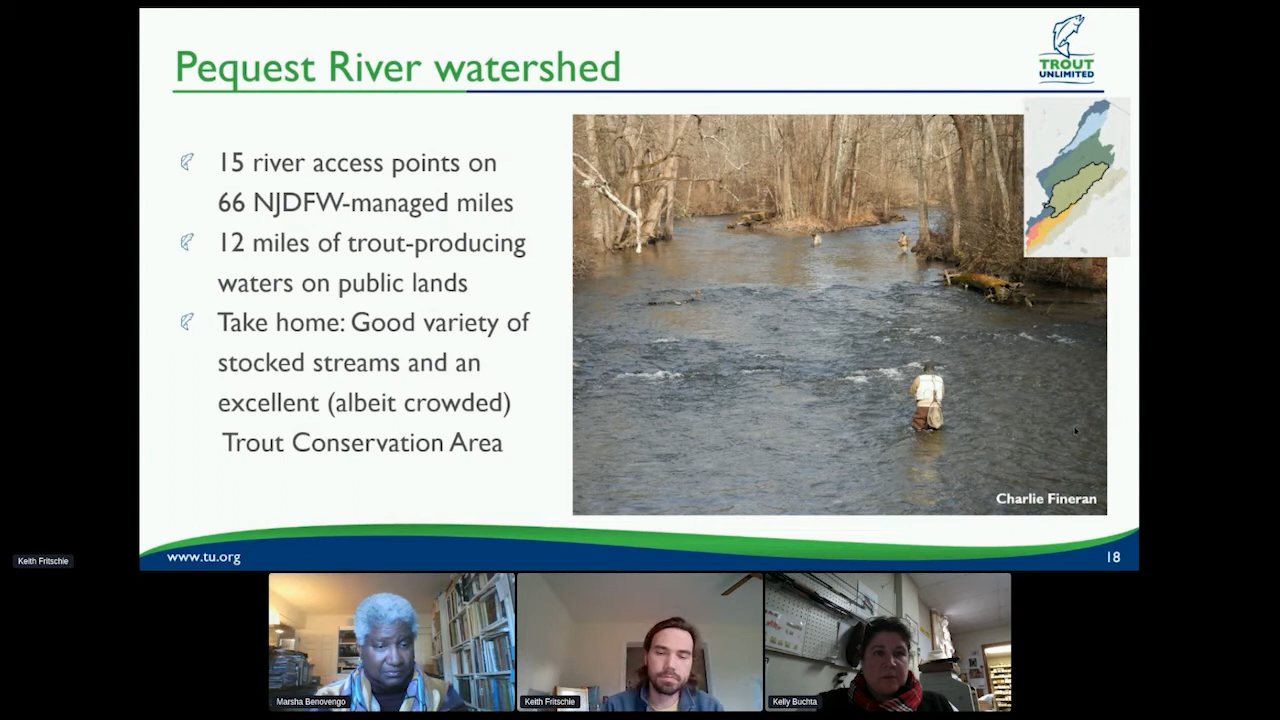 Pequest River watershed
TROUT
UNLIMITED
15 river access points on
66 NJDFW-managed miles
12 miles of trout-producing
waters on public lands
Take home: Good variety of
stocked streams and an
excellent (albeit crowded)
Trout Conservation Area
Charlie Fineran
www.tu.org
18
Keith Fritschie
Marsha Benovengo
Keith Fritschie
Kelly Buchta